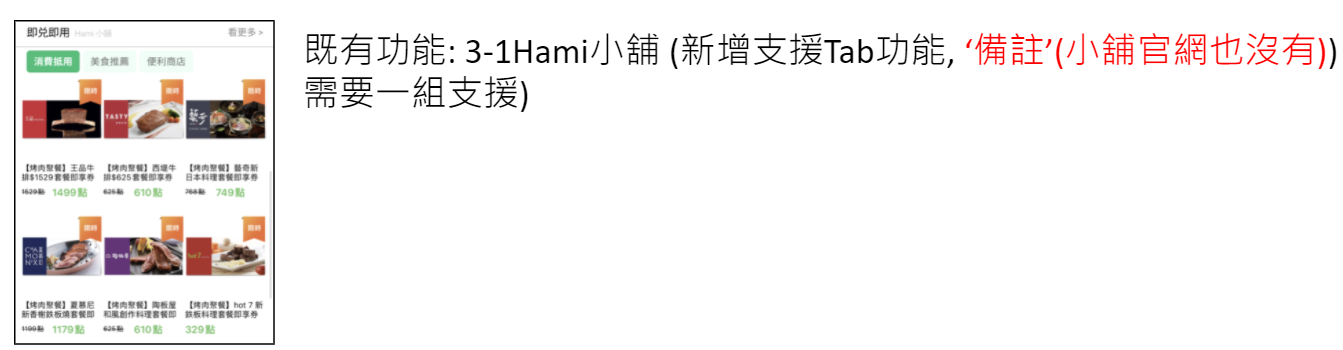 即兑即用 Hami小舖 看更多 >
消費抵用 美食推薦 便利商店
限時 限時 限時
TASTY 藝奇
【烤肉聚餐】王品牛 【烤肉聚餐】西堤牛 【烤肉聚餐】藝奇新
排$1529套餐即享券 排$625套餐即享券 日本料理套餐即享券
1529點 1499點 625點 610點 768點 749點
限時 限時 限時
CHAMONIX 陶板屋 hot 7
【烤肉聚餐】夏慕尼 【烤肉聚餐】陶板屋 【烤肉聚餐】hot 7 新
新香榭鉄板燒套餐即 和風創作料理套餐即 鉄板料理套餐即享券
1199點 1179點 625點 610點 329點
既有功能: 3-1Hami小舖 (新增支援Tab功能, ‘備註’(小舖官網也沒有))
需要一組支援)